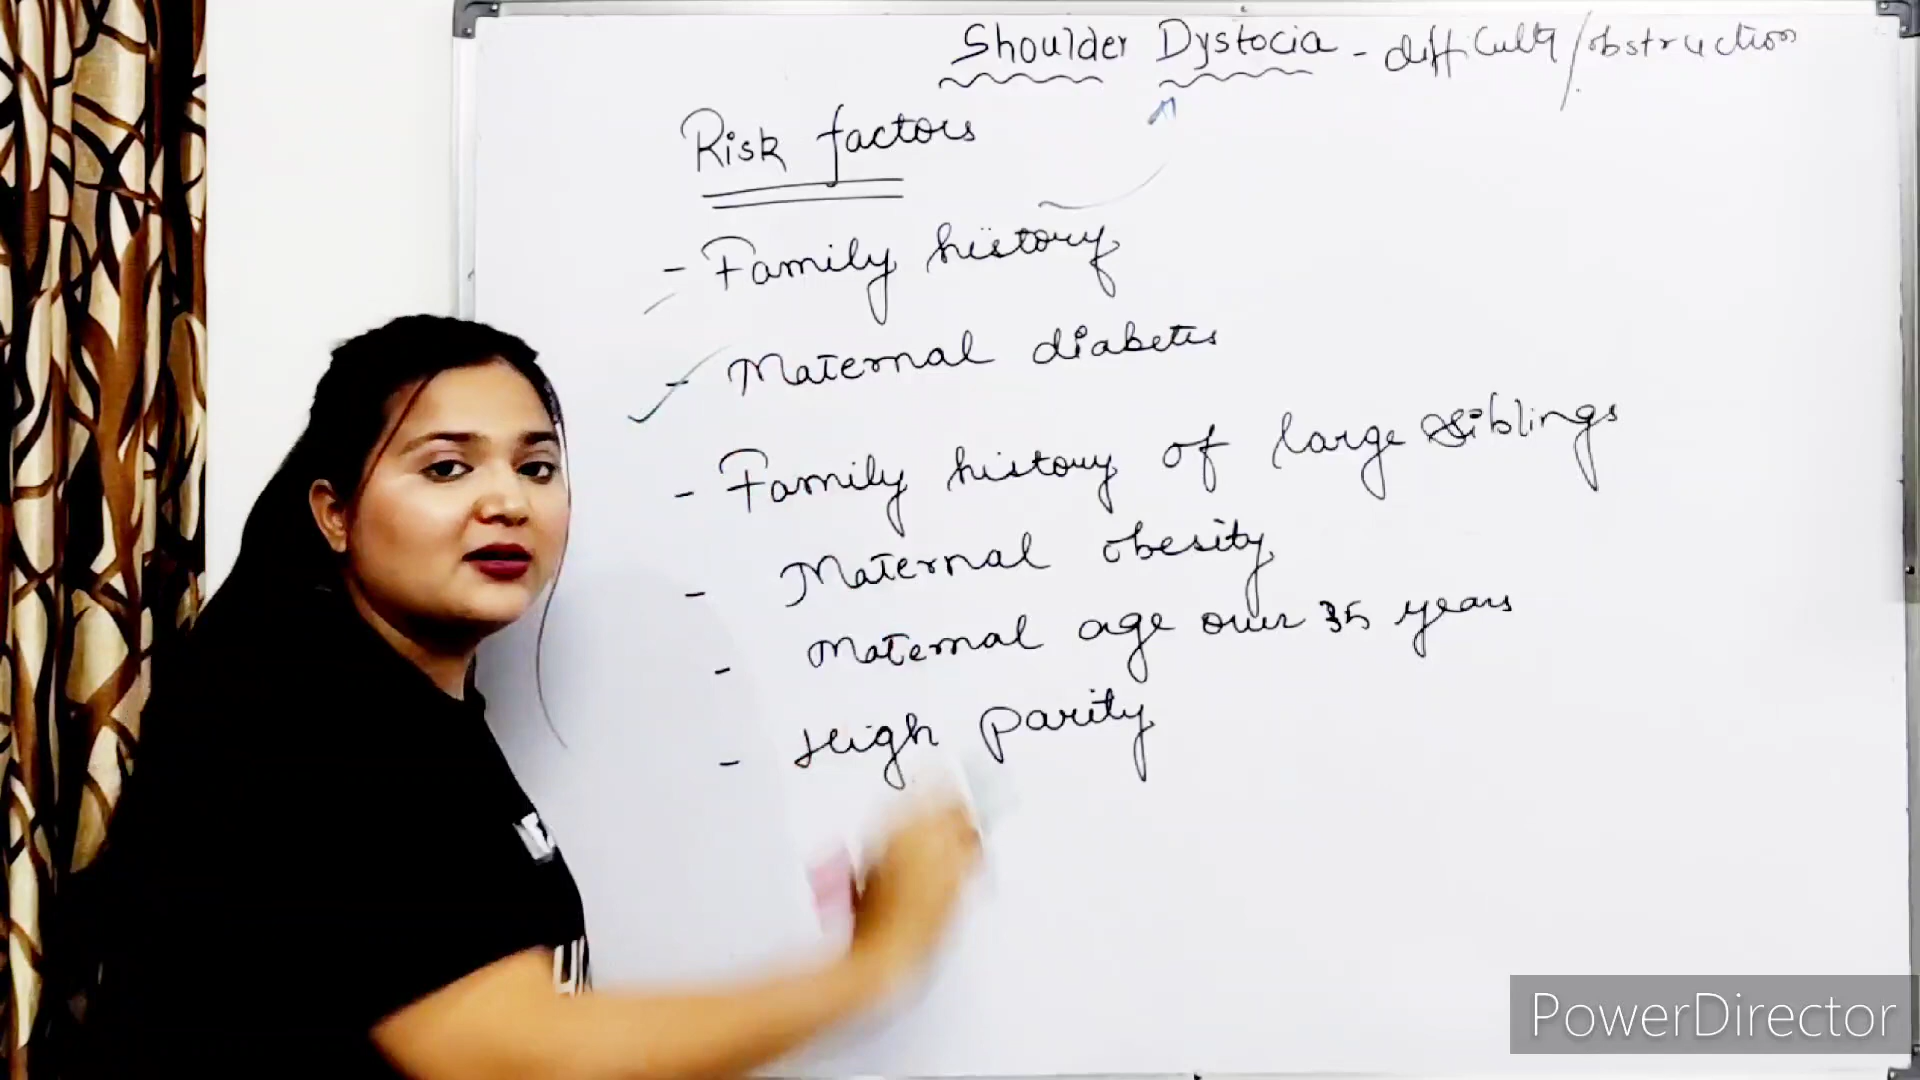 Shoulder Dystocia - difficulty/obstruction
Risk factors
- Family history
- Maternal diabetes
- Family history of large siblings
- Maternal obesity
- Maternal age over 35 years
- High parity
PowerDirector